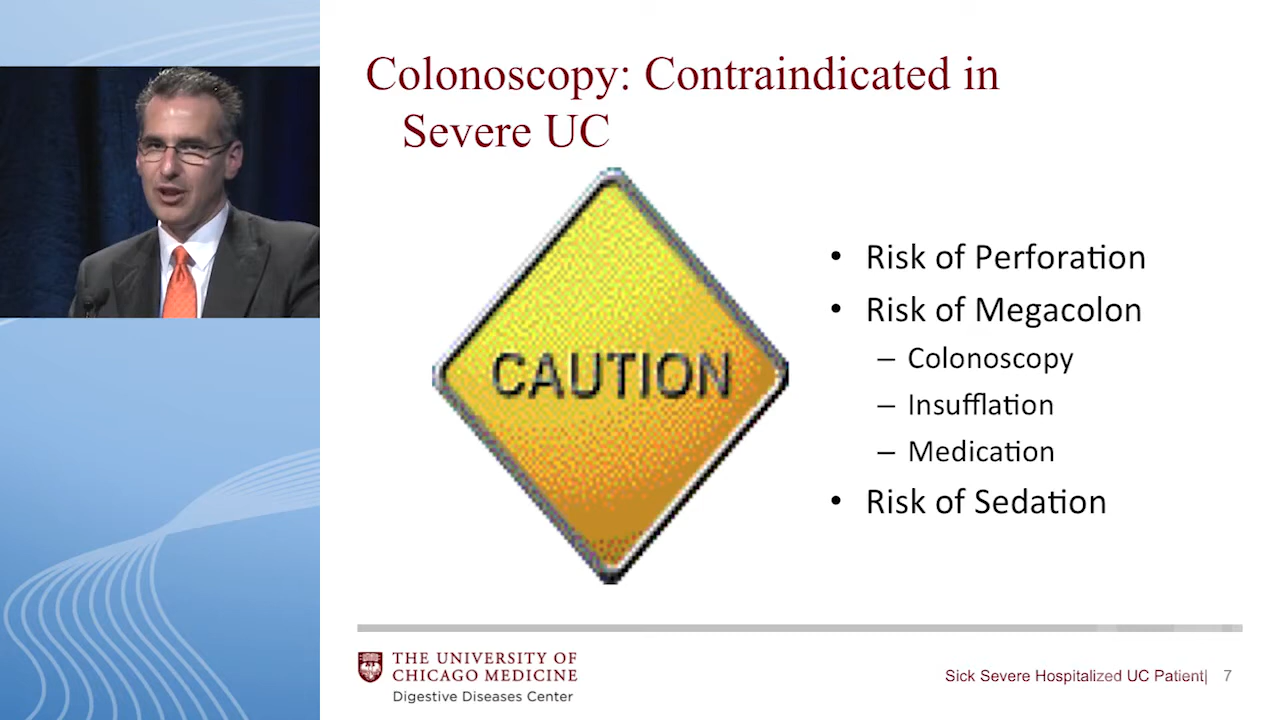 Colonoscopy: Contraindicated in
Severe UC
CAUTION
• Risk of Perforation
• Risk of Megacolon
– Colonoscopy
– Insufflation
– Medication
• Risk of Sedation
THE UNIVERSITY OF
CHICAGO MEDICINE
Digestive Diseases Center
Sick Severe Hospitalized UC Patient| 7